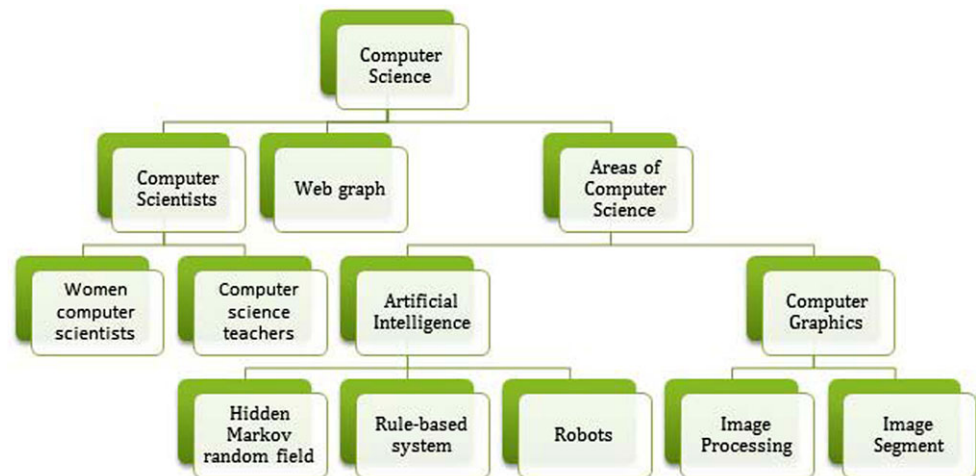 Computer
Science
Computer
Scientists
Web graph
Areas of
Computer
Science
Women
computer
scientists
Computer
science
teachers
Artificial
Intelligence
Computer
Graphics
Hidden
Markov
random field
Rule-based
system
Robots
Image
Processing
Image
Segment